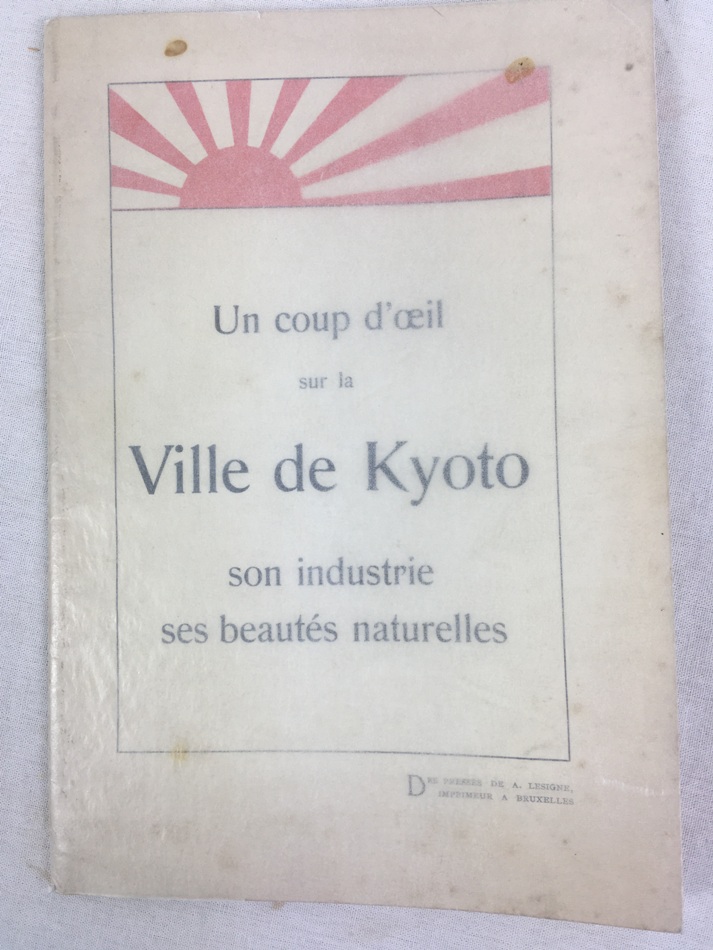 Un coup d'œil
sur la
Ville de Kyoto
son industrie
ses beautés naturelles
DES PRESSES DE A. LESIGNE,
IMPRIMEUR A BRUXELLES